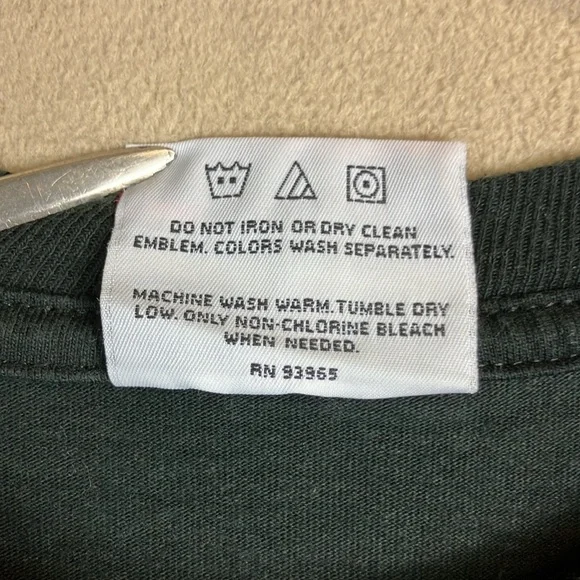 DO NOT IRON OR DRY CLEAN
EMBLEM. COLORS WASH SEPARATELY.
MACHINE WASH WARM. TUMBLE DRY
LOW. ONLY NON-CHLORINE BLEACH
WHEN NEEDED.
RN 93965